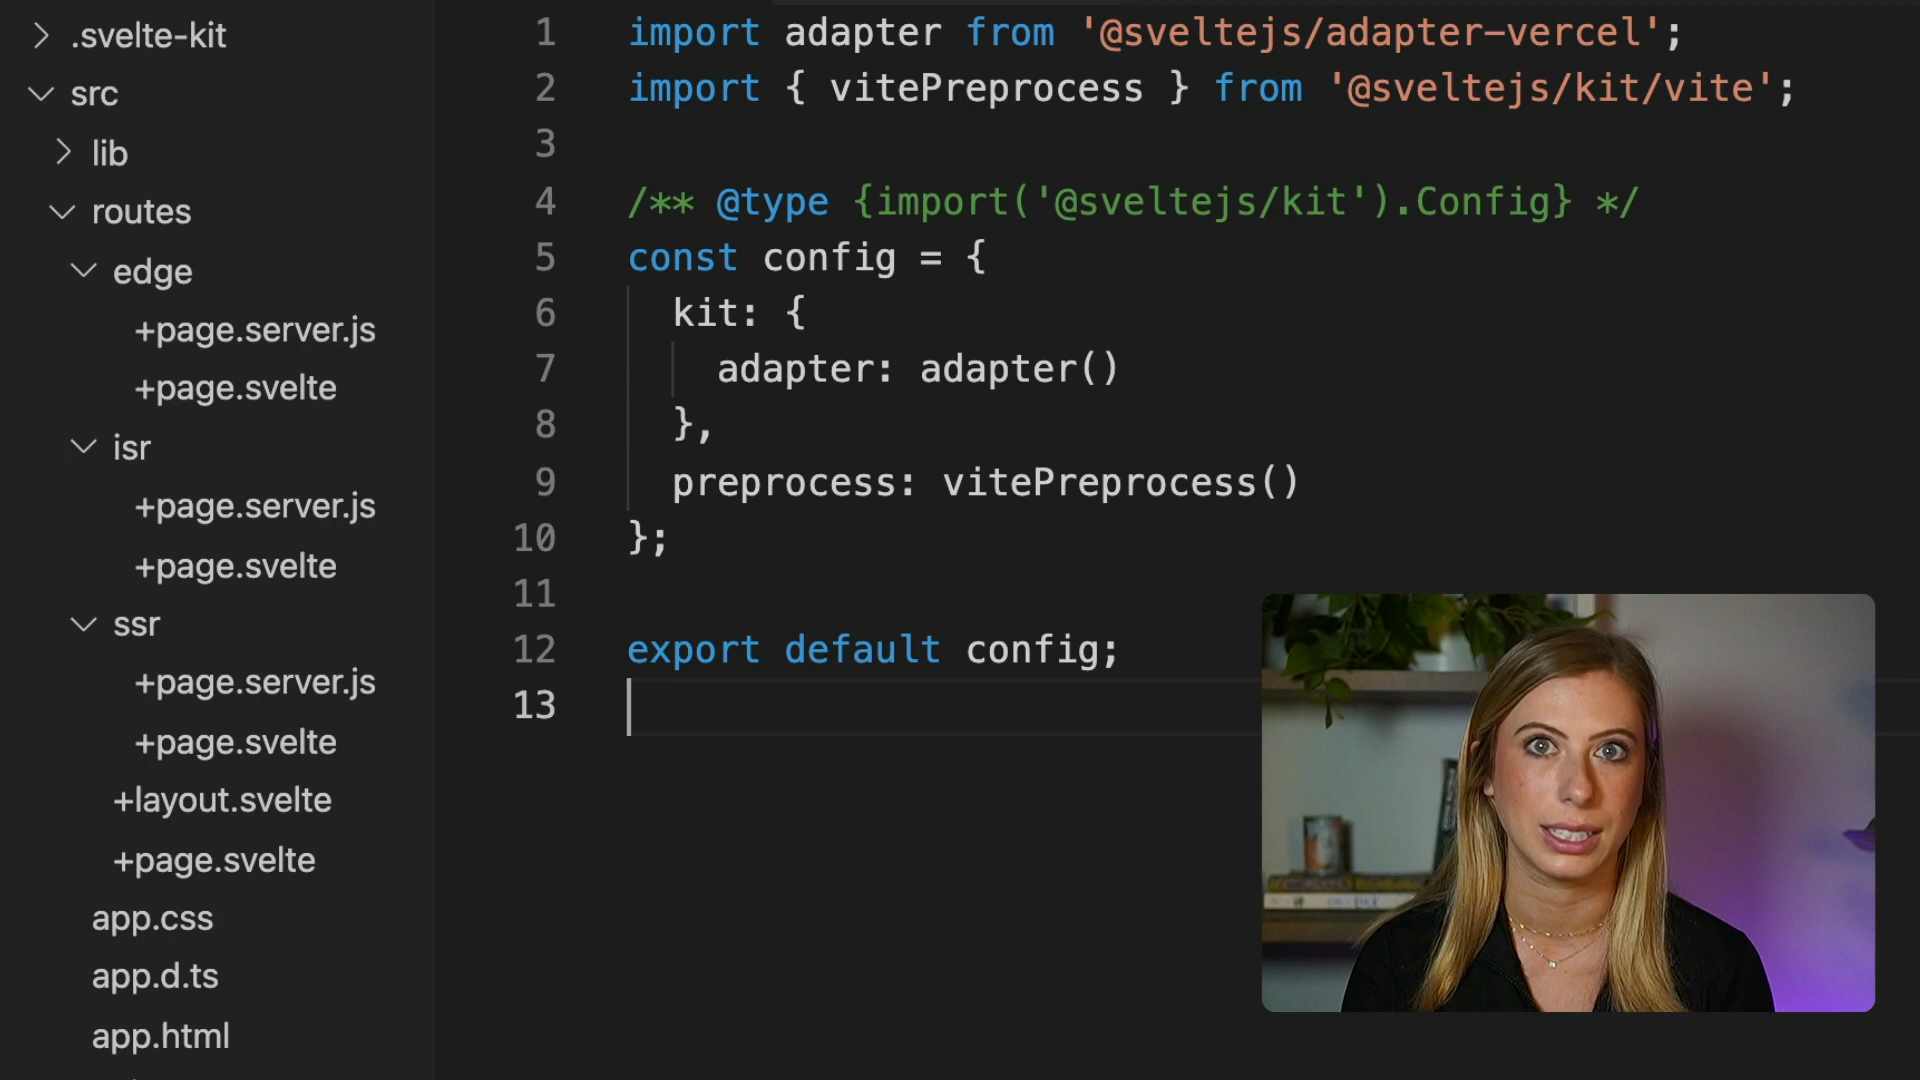 .svelte-kit
src
lib
routes
edge
+page.server.js
+page.svelte
isr
+page.server.js
+page.svelte
ssr
+page.server.js
+page.svelte
+layout.svelte
+page.svelte
app.css
app.d.ts
app.html
1 import adapter from '@sveltejs/adapter-vercel';
2 import { vitePreprocess } from '@sveltejs/kit/vite';
3
4 /** @type {import('@sveltejs/kit').Config} */
5 const config = {
6 kit: {
7 adapter: adapter()
8 },
9 preprocess: vitePreprocess()
10 };
11
12 export default config;
13